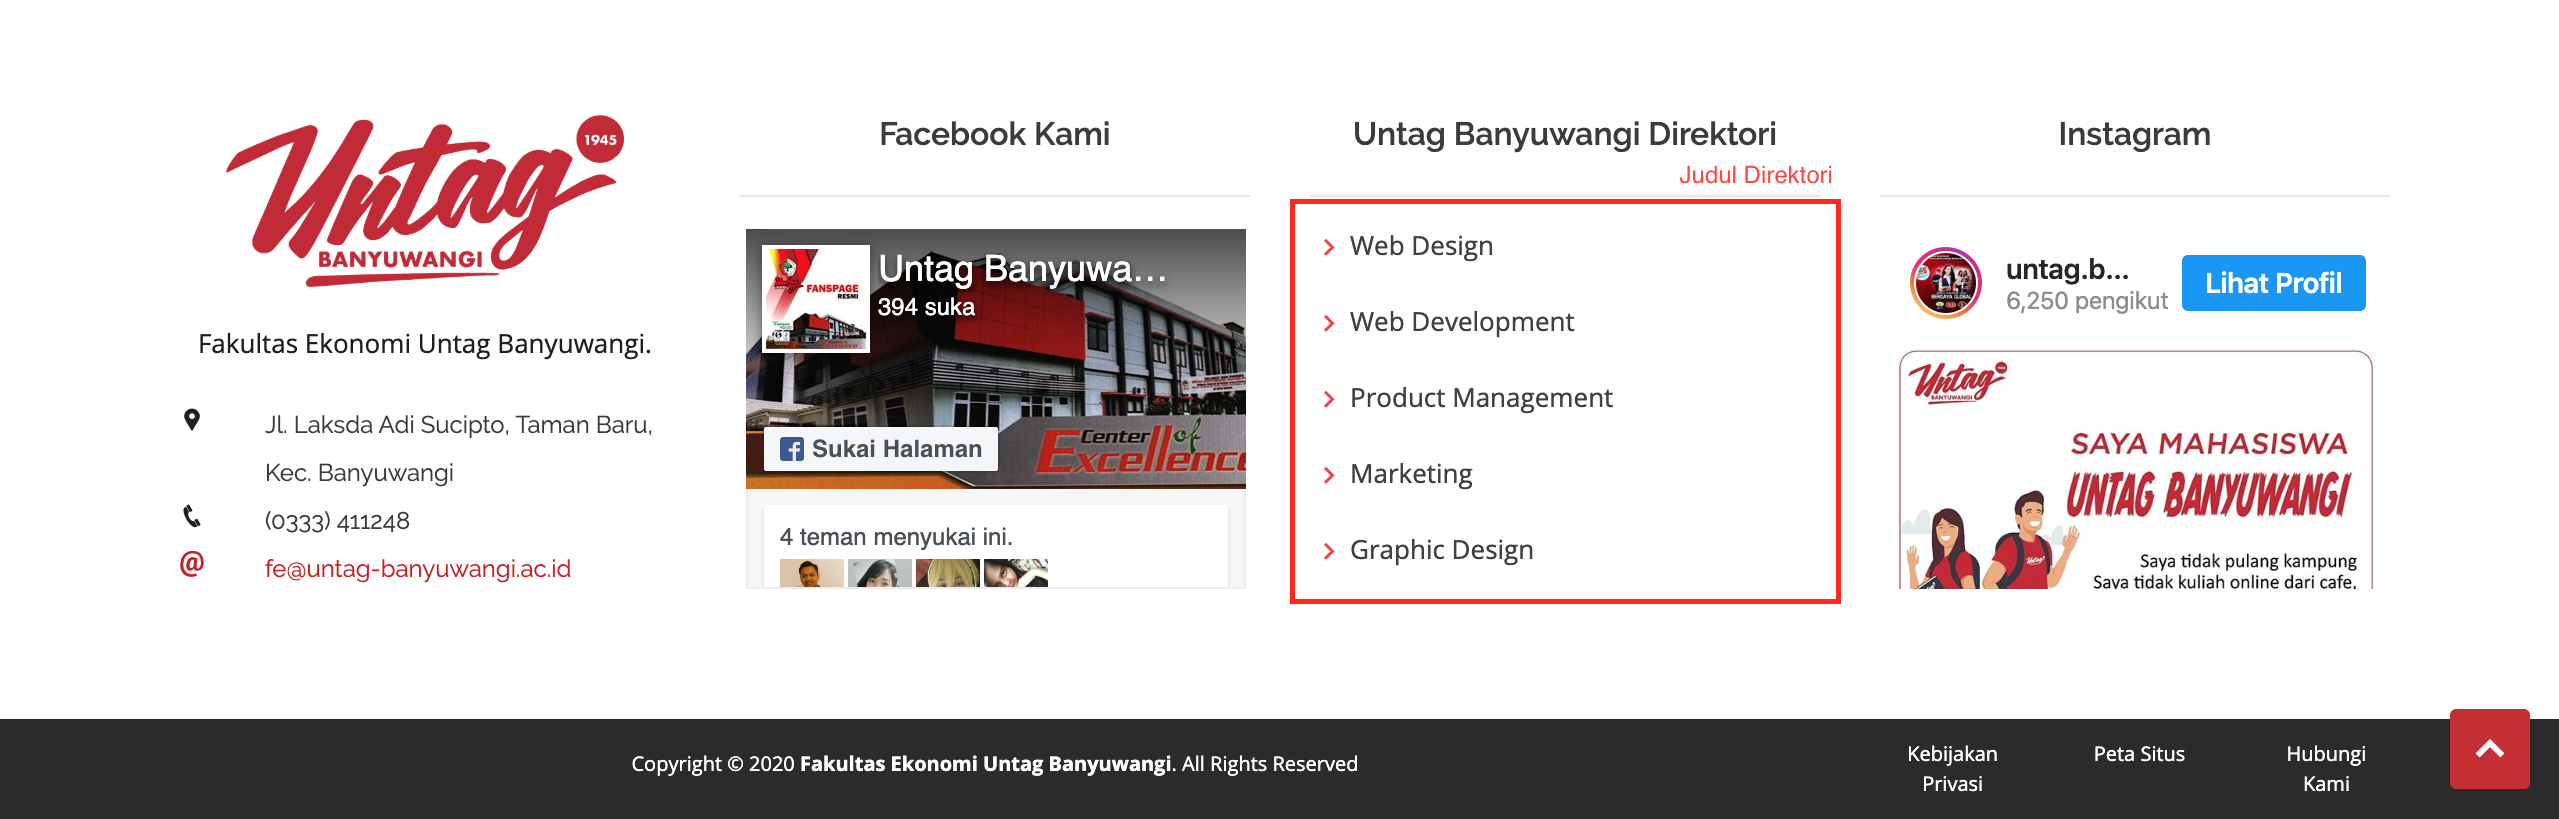 Untag
1945
BANYUWANGI
Fakultas Ekonomi Untag Banyuwangi.
Jl. Laksda Adi Sucipto, Taman Baru,
Kec. Banyuwangi
(0333) 411248
@ fe@untag-banyuwangi.ac.id
Facebook Kami
FANSPAGE
RESMI
Untag Banyuwa...
394 suka
Center of
Excellence
Sukai Halaman
4 teman menyukai ini.
Untag Banyuwangi Direktori
Judul Direktori
Web Design
Web Development
Product Management
Marketing
Graphic Design
Instagram
untag.b...
6,250 pengikut
Lihat Profil
Untag
BANYUWANGI
SAYA MAHASISWA
UNTAG BANYUWANGI
Saya tidak pulang kampung
Saya tidak kuliah online dari cafe,
Copyright © 2020 Fakultas Ekonomi Untag Banyuwangi. All Rights Reserved
Kebijakan
Privasi
Peta Situs
Hubungi
Kami